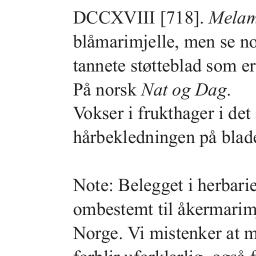 DCCXVIII [718]. Melam
blåmarimjelle, men se no
tannete støtteblad som er
På norsk Nat og Dag.
Vokser i frukthager i det
hårbekledningen på blade
Note: Belegget i herbarie
ombestemt til åkermarim
Norge. Vi mistenker at m